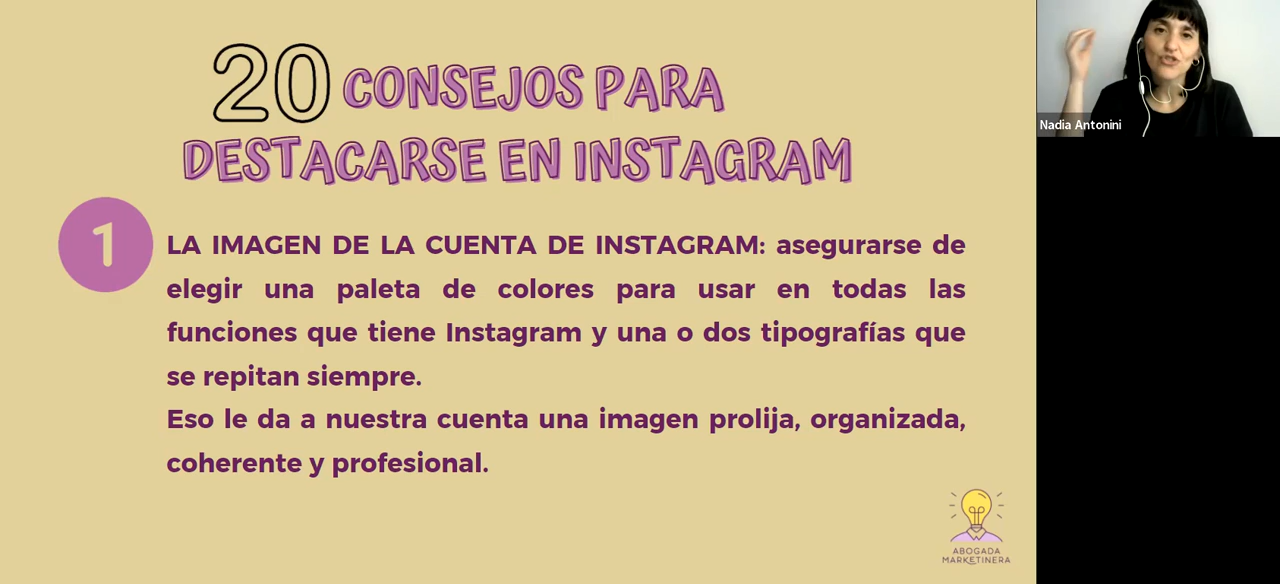 20 CONSEJOS PARA
DESTACARSE EN INSTAGRAM
1
LA IMAGEN DE LA CUENTA DE INSTAGRAM: asegurarse de
elegir una paleta de colores para usar en todas las
funciones que tiene Instagram y una o dos tipografías que
se repitan siempre.
Eso le da a nuestra cuenta una imagen prolija, organizada,
coherente y profesional.
ABOGADA
MARKETINERA
Nadia Antonini